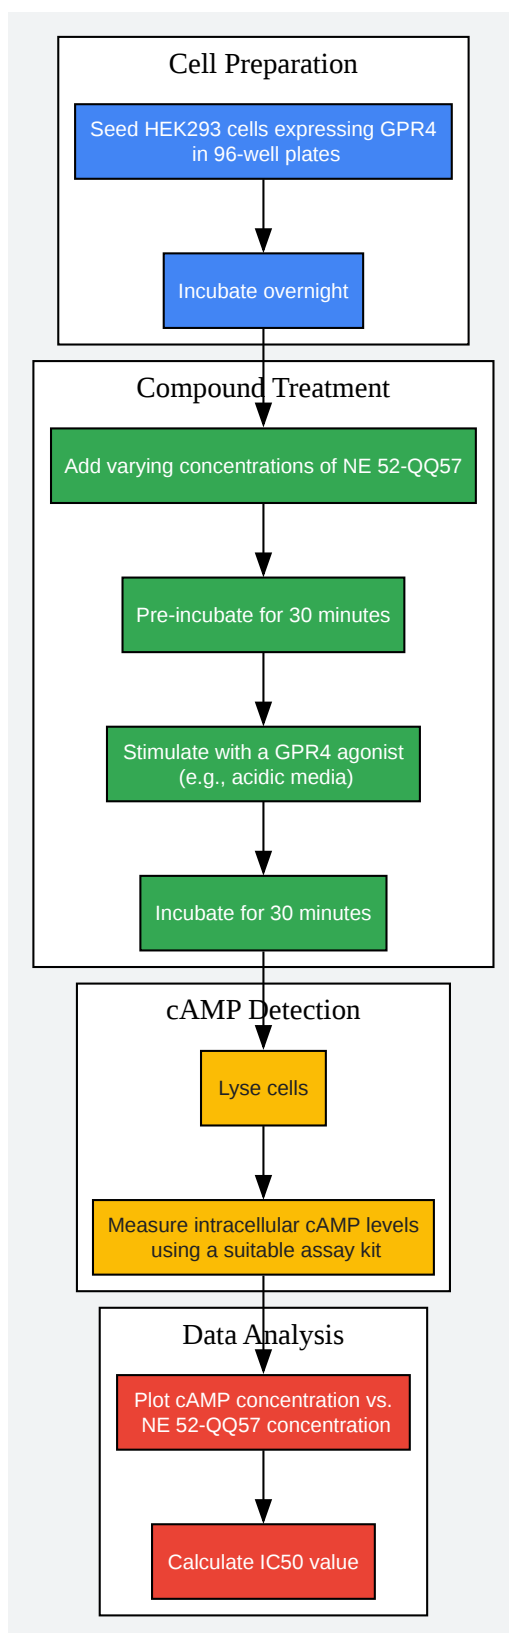 Cell Preparation
Seed HEK293 cells expressing GPR4
in 96-well plates
Incubate overnight
Compound Treatment
Add varying concentrations of NE 52-QQ57
Pre-incubate for 30 minutes
Stimulate with a GPR4 agonist
(e.g., acidic media)
Incubate for 30 minutes
cAMP Detection
Lyse cells
Measure intracellular cAMP levels
using a suitable assay kit
Data Analysis
Plot cAMP concentration vs.
NE 52-QQ57 concentration
Calculate IC50 value